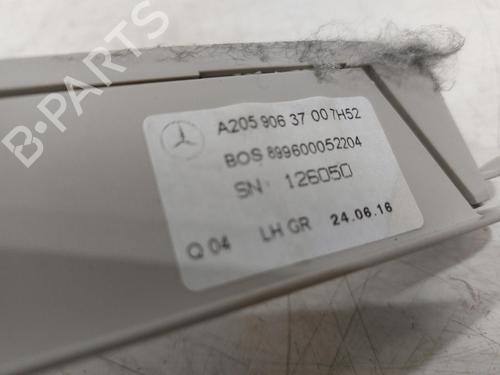 A205 906 37 00 7H52
BOS 899600052204
SN: 126050
Q 04 LH GR 24.06.16
B-PARTS